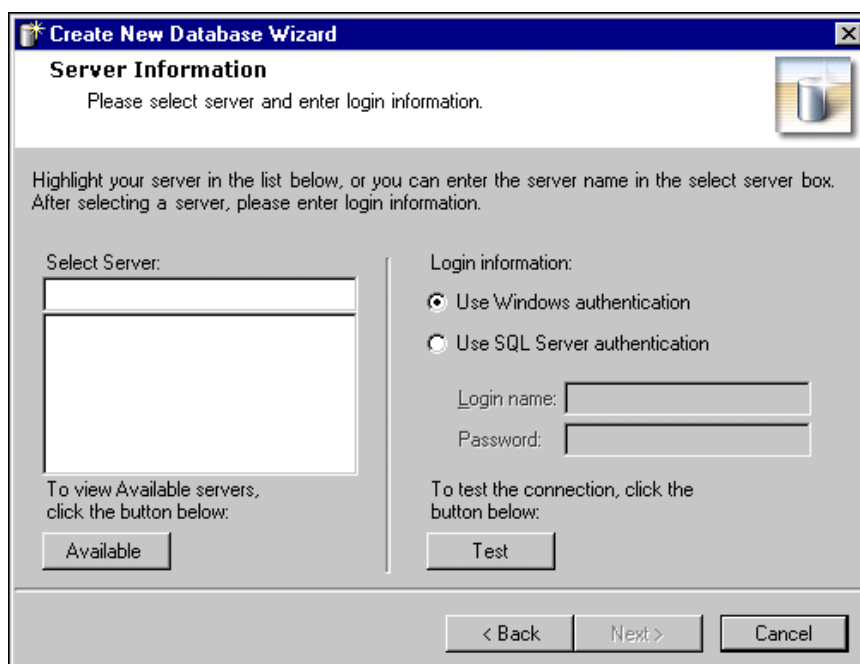 Create New Database Wizard
Server Information
Please select server and enter login information.
Highlight your server in the list below, or you can enter the server name in the select server box.
After selecting a server, please enter login information.
Select Server:
To view Available servers,
click the button below:
Available
Login information:
Use Windows authentication
Use SQL Server authentication
Login name:
Password:
To test the connection, click the
button below:
Test
< Back
Next >
Cancel